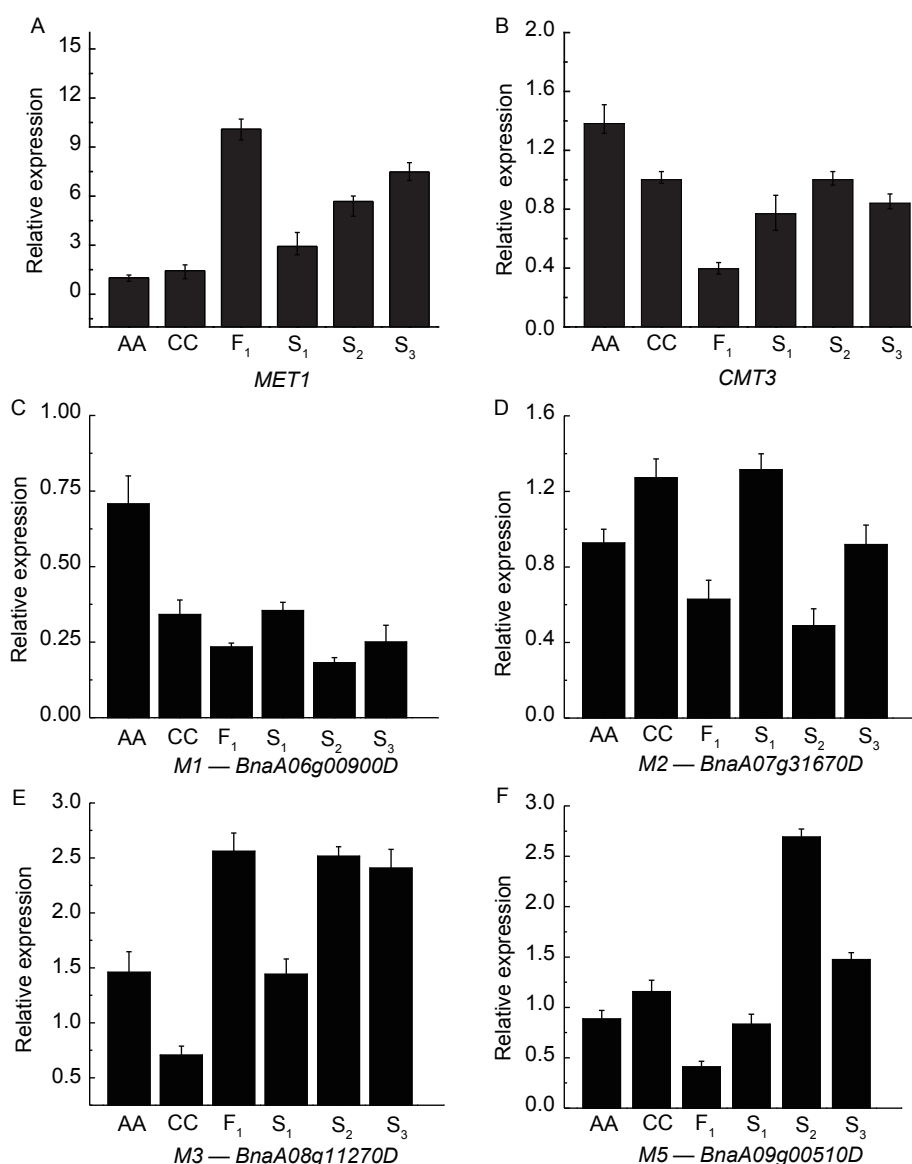 A
Relative expression
15
12
9
6
3
0
AA CC F₁ S₁ S₂ S₃
MET1
B
Relative expression
2.0
1.6
1.2
0.8
0.4
0.0
AA CC F₁ S₁ S₂ S₃
CMT3
C
Relative expression
1.00
0.75
0.50
0.25
0.00
AA CC F₁ S₁ S₂ S₃
M1 — BnaA06g00900D
D
Relative expression
1.6
1.2
0.8
0.4
0.0
AA CC F₁ S₁ S₂ S₃
M2 — BnaA07g31670D
E
Relative expression
3.0
2.5
2.0
1.5
1.0
0.5
AA CC F₁ S₁ S₂ S₃
M3 — BnaA08g11270D
F
Relative expression
3.0
2.5
2.0
1.5
1.0
0.5
0.0
AA CC F₁ S₁ S₂ S₃
M5 — BnaA09g00510D